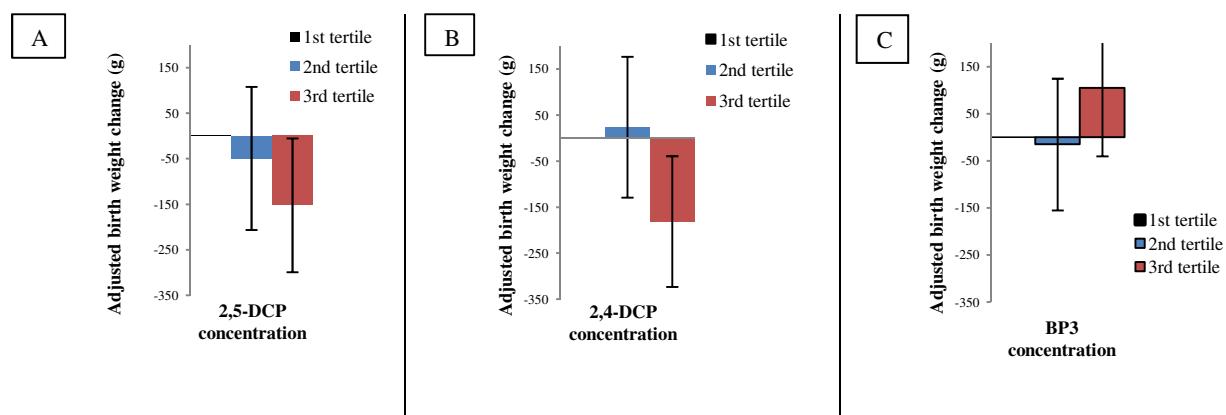 A
Adjusted birth weight change (g)
150
50
-50
-150
-250
-350
1st tertile
2nd tertile
3rd tertile
2,5-DCP
concentration
B
Adjusted birth weight change (g)
150
50
-50
-150
-250
-350
1st tertile
2nd tertile
3rd tertile
2,4-DCP
concentration
C
Adjusted birth weight change (g)
150
50
-50
-150
-250
-350
1st tertile
2nd tertile
3rd tertile
BP3
concentration